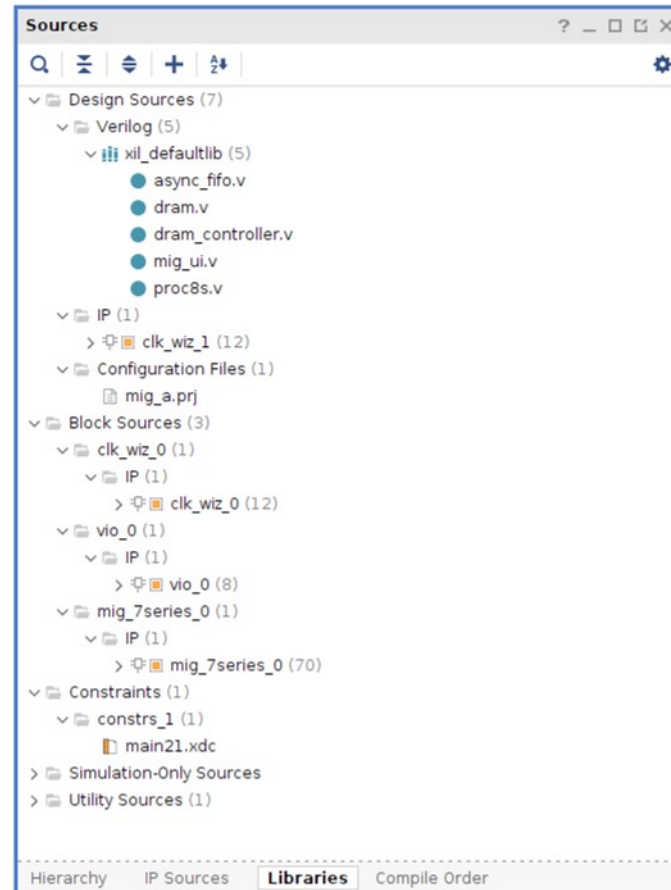 Sources
Design Sources (7)
Verilog (5)
xil_defaultlib (5)
async_fifo.v
dram.v
dram_controller.v
mig_ui.v
proc8s.v
IP (1)
clk_wiz_1 (12)
Configuration Files (1)
mig_a.prj
Block Sources (3)
clk_wiz_0 (1)
IP (1)
clk_wiz_0 (12)
vio_0 (1)
IP (1)
vio_0 (8)
mig_7series_0 (1)
IP (1)
mig_7series_0 (70)
Constraints (1)
constrs_1 (1)
main21.xdc
Simulation-Only Sources
Utility Sources (1)
Hierarchy IP Sources Libraries Compile Order